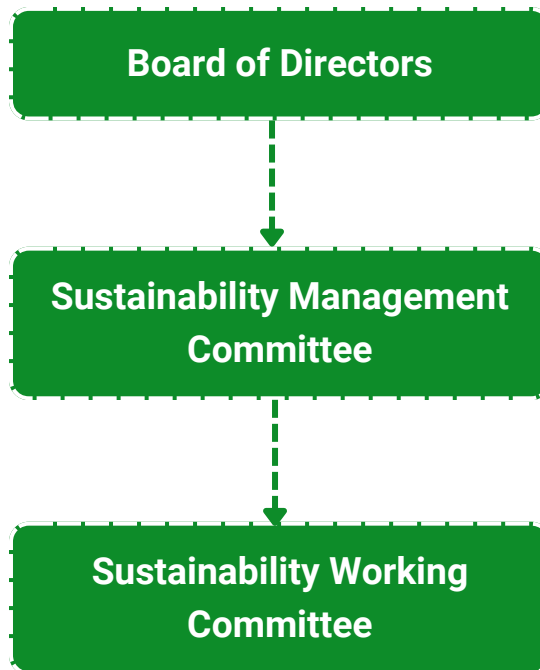 Board of Directors
Sustainability Management
Committee
Sustainability Working
Committee